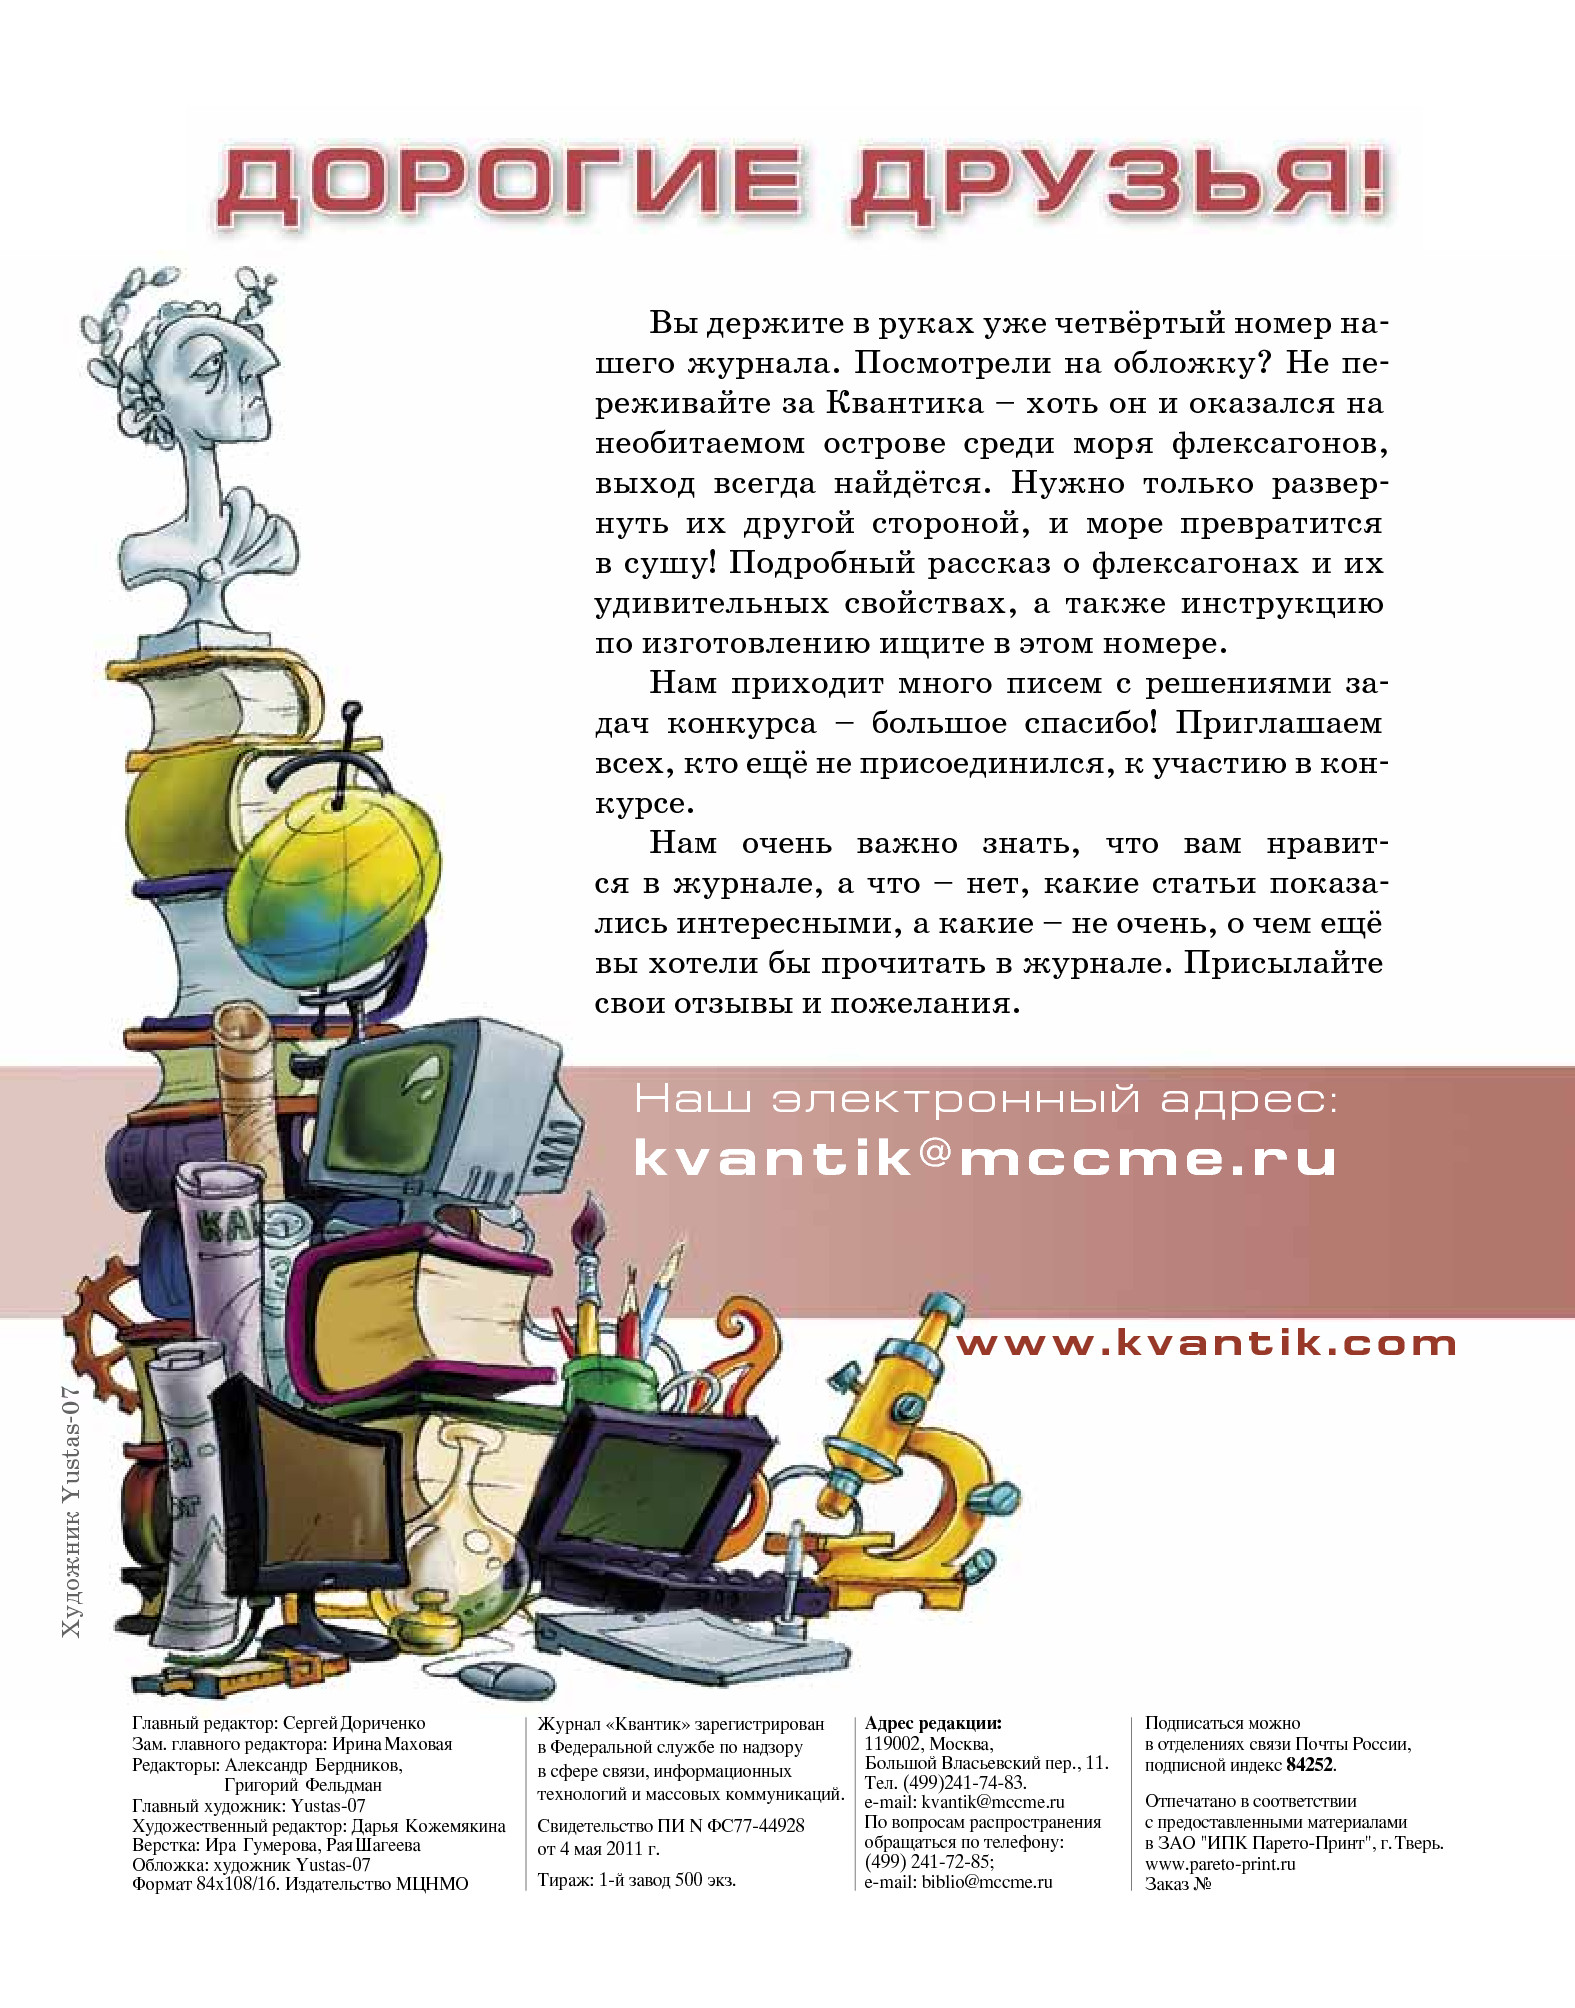 ДОРОГИЕ ДРУЗЬЯ!
Вы держите в руках уже четвёртый номер на-
шего журнала. Посмотрели на обложку? Не пе-
реживайте за Квантика – хоть он и оказался на
необитаемом острове среди моря флексагонов,
выход всегда найдётся. Нужно только развер-
нуть их другой стороной, и море превратится
в сушу! Подробный рассказ о флексагонах и их
удивительных свойствах, а также инструкцию
по изготовлению ищите в этом номере.
Нам приходит много писем с решениями за-
дач конкурса – большое спасибо! Приглашаем
всех, кто ещё не присоединился, к участию в кон-
курсе.
Нам очень важно знать, что вам нравит-
ся в журнале, а что – нет, какие статьи показа-
лись интересными, а какие – не очень, о чем ещё
вы хотели бы прочитать в журнале. Присылайте
свои отзывы и пожелания.
Наш электронный адрес:
kvantik@mccme.ru
www.kvantik.com
Художник Yustas-07
Главный редактор: Сергей Дориченко
Зам. главного редактора: Ирина Маховая
Редакторы: Александр Бердников,
Григорий Фельдман
Главный художник: Yustas-07
Художественный редактор: Дарья Кожемякина
Верстка: Ира Гумерова, Рая Шагеева
Обложка: художник Yustas-07
Формат 84х108/16. Издательство МЦНМО
Журнал «Квантик» зарегистрирован
в Федеральной службе по надзору
в сфере связи, информационных
технологий и массовых коммуникаций.
Свидетельство ПИ N ФС77-44928
от 4 мая 2011 г.
Тираж: 1-й завод 500 экз.
Адрес редакции:
119002, Москва,
Большой Власьевский пер., 11.
Тел. (499)241-74-83.
e-mail: kvantik@mccme.ru
По вопросам распространения
обращаться по телефону:
(499) 241-72-85;
e-mail: biblio@mccme.ru
Подписаться можно
в отделениях связи Почты России,
подписной индекс 84252.
Отпечатано в соответствии
с предоставленными материалами
в ЗАО "ИПК Парето-Принт", г. Тверь.
www.pareto-print.ru
Заказ №